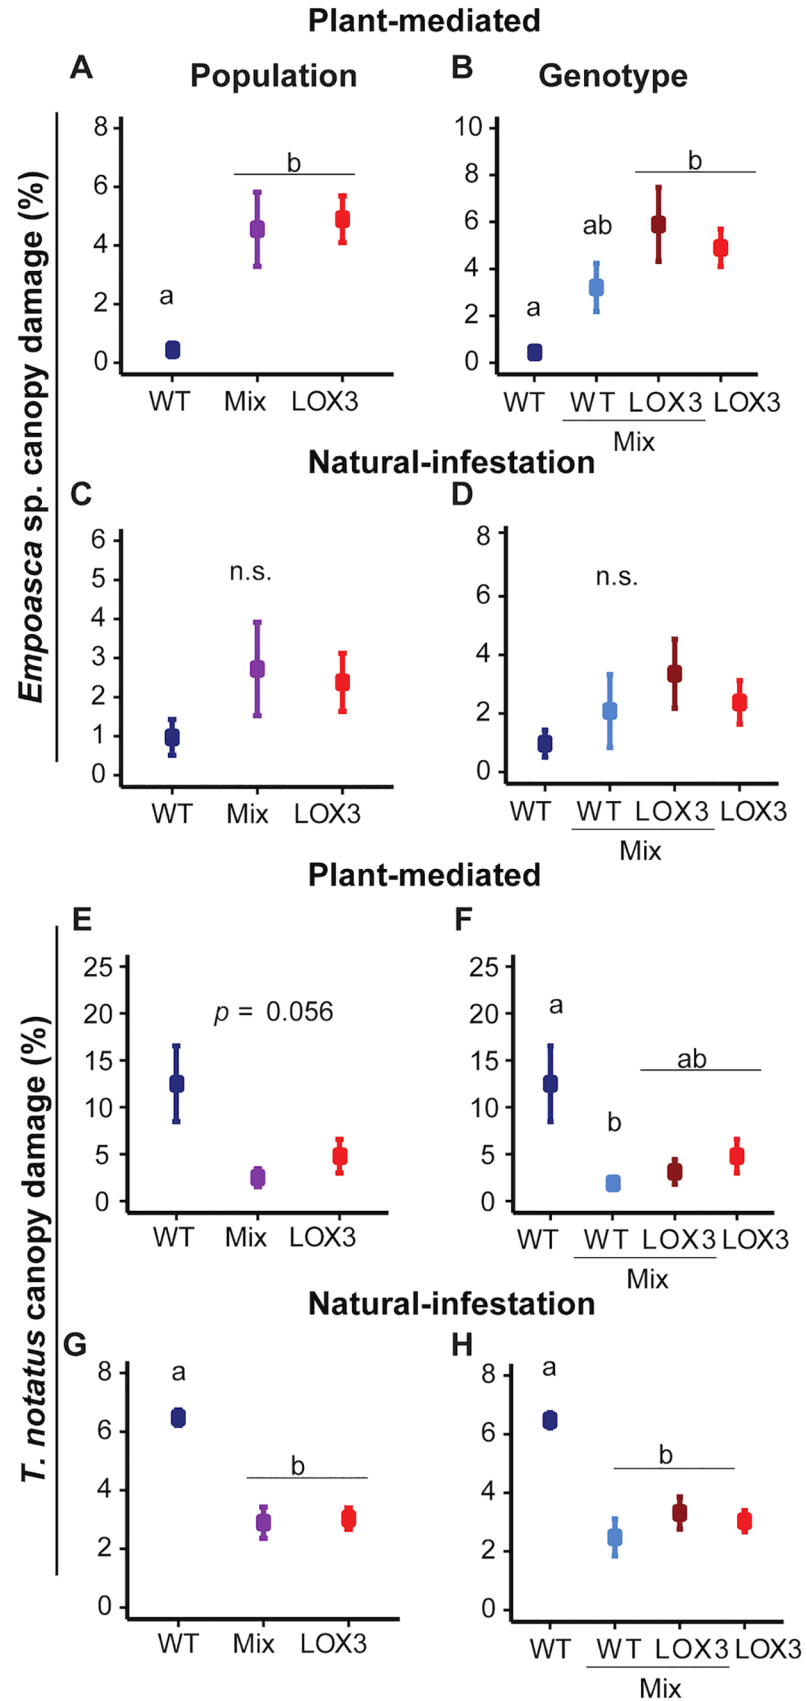 Plant-mediated
A Population B Genotype
Empoasca sp. canopy damage (%)
8
6
4
2
0
a
b
WT Mix LOX3
10
8
6
4
2
0
a
ab
b
WT WT LOX3 LOX3
Mix
Natural-infestation
C D
6
5
4
3
2
1
0
n.s.
WT Mix LOX3
8
6
4
2
0
n.s.
WT WT LOX3 LOX3
Mix
Plant-mediated
E F
T. notatus canopy damage (%)
25
20
15
10
5
0
p = 0.056
WT Mix LOX3
25
20
15
10
5
0
a
b
ab
WT WT LOX3 LOX3
Mix
Natural-infestation
G H
8
6
4
2
0
a
b
WT Mix LOX3
8
6
4
2
0
a
b
WT WT LOX3 LOX3
Mix